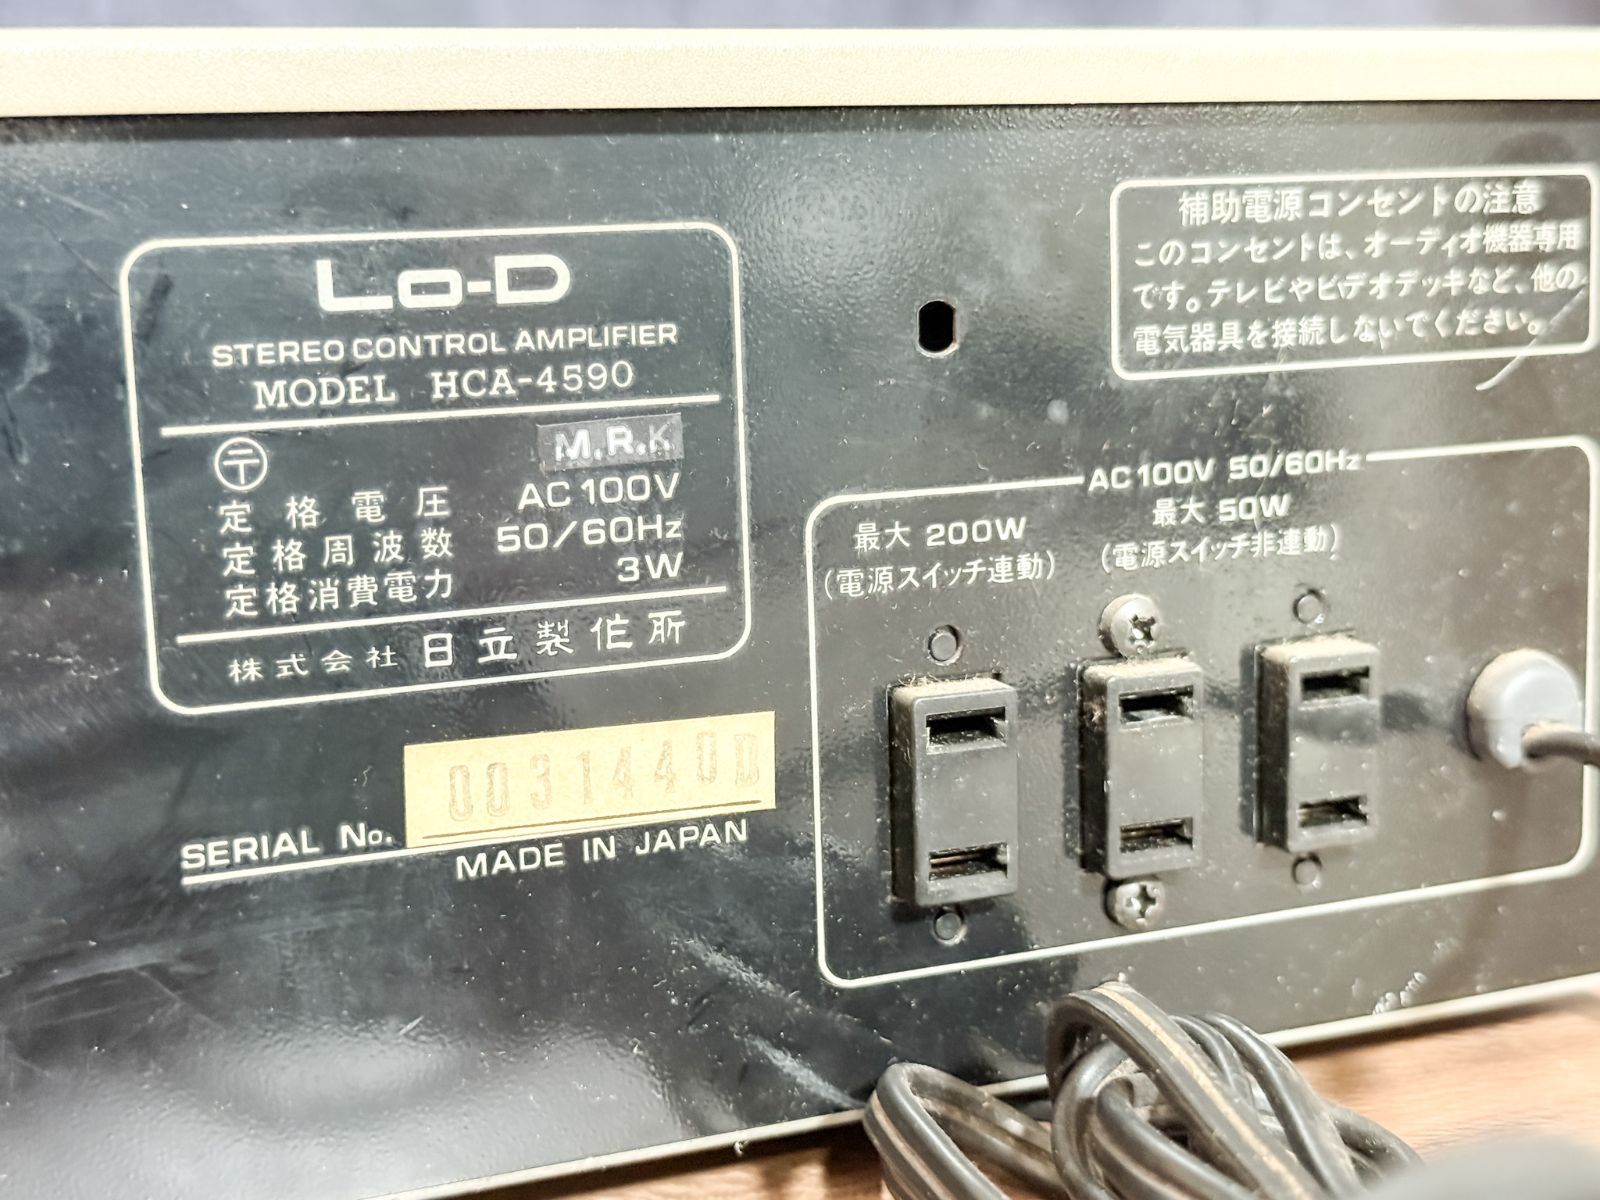 Lo-D
STEREO CONTROL AMPLIFIER
MODEL HCA-4590
〒 M.R.K
定格電圧 AC 100V
定格周波数 50/60Hz
定格消費電力 3W
株式会社 日立製作所
SERIAL No. 0031440D
MADE IN JAPAN
補助電源コンセントの注意
このコンセントは、オーディオ機器専用
です。テレビやビデオデッキなど、他の
電気器具を接続しないでください。
AC 100V 50/60Hz
最大 200W
(電源スイッチ連動)
最大 50W
(電源スイッチ非連動)